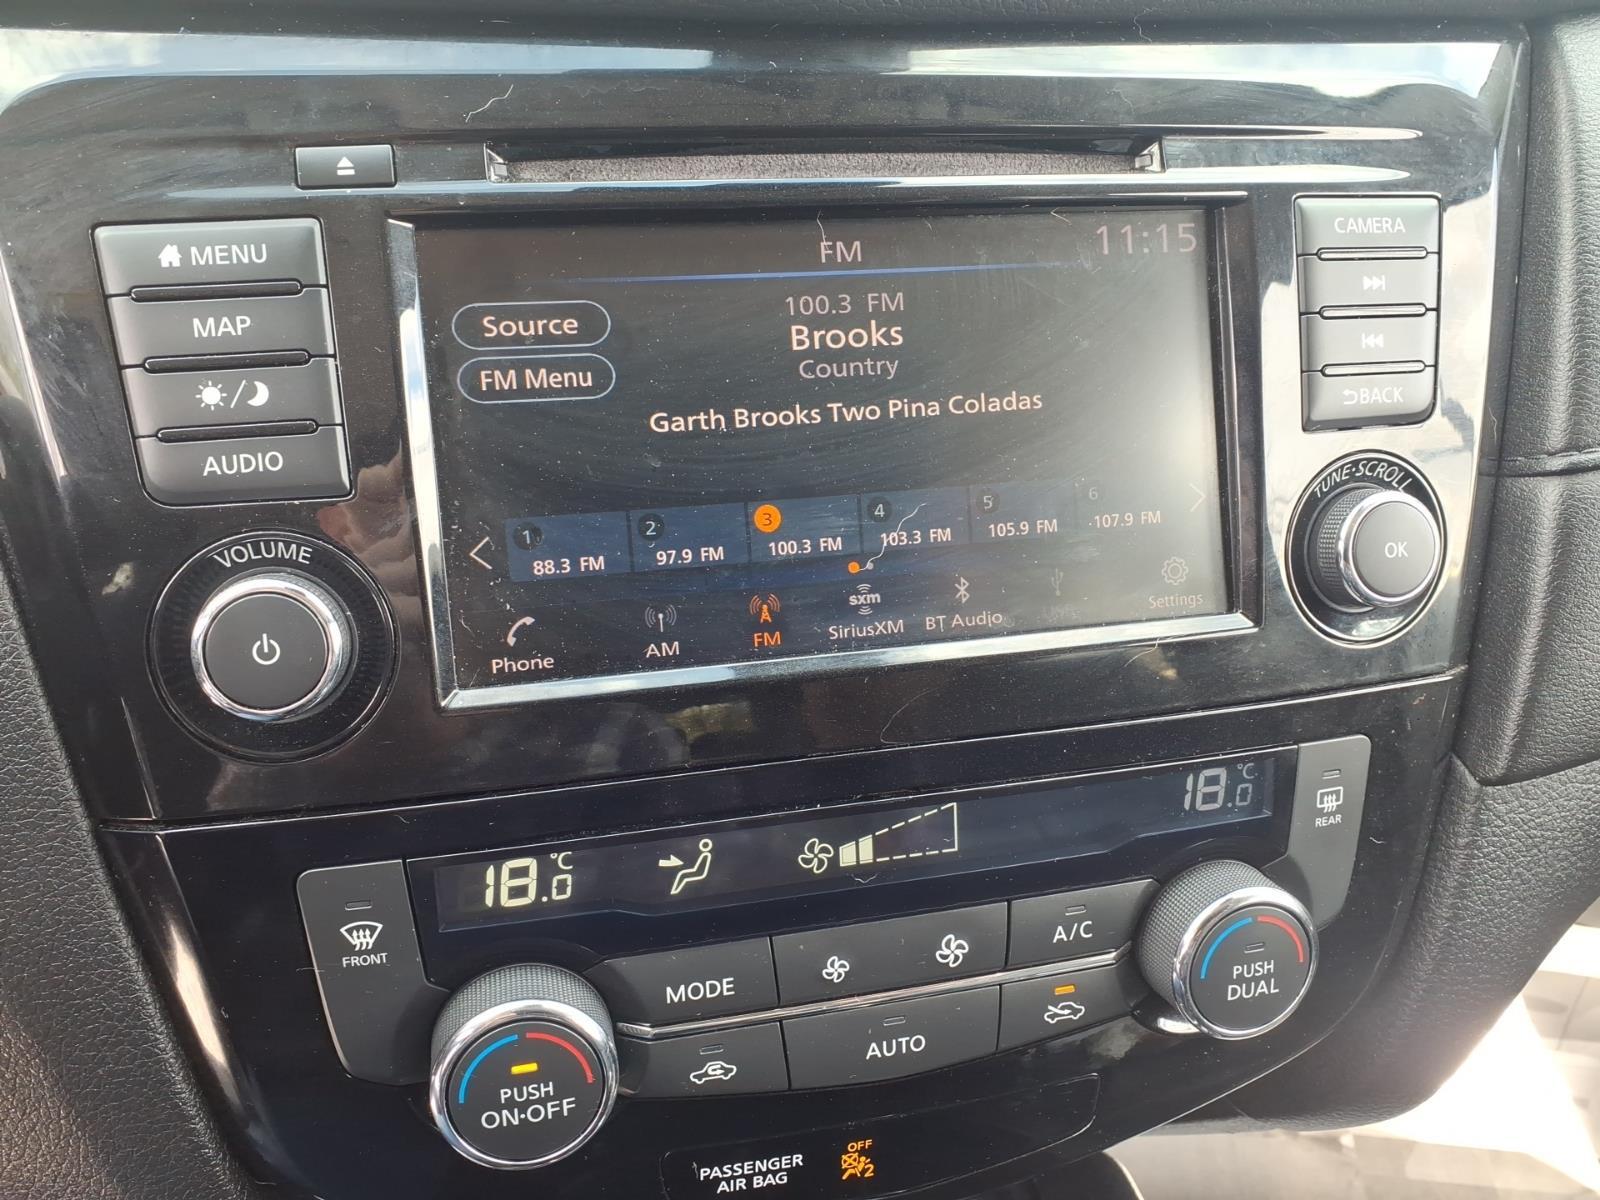 MENU
MAP
AUDIO
VOLUME
FM
11:15
100.3 FM
Source
Brooks
FM Menu
Country
Garth Brooks Two Pina Coladas
1
88.3 FM
2
97.9 FM
3
100.3 FM
4
103.3 FM
5
105.9 FM
6
107.9 FM
Phone
AM
FM
sxm
SiriusXM
BT Audio
Settings
CAMERA
BACK
TUNE·SCROLL
OK
18.0 °C
18.0 °C
FRONT
REAR
MODE
A/C
AUTO
PUSH
ON·OFF
PUSH
DUAL
PASSENGER
AIR BAG
OFF
2